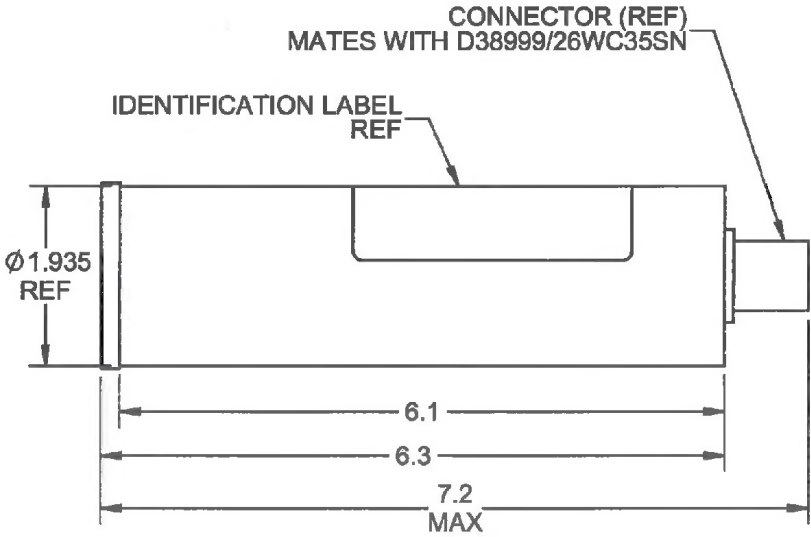 CONNECTOR (REF)
MATES WITH D38999/26WC35SN
IDENTIFICATION LABEL
REF
Ø1.935
REF
6.1
6.3
7.2
MAX